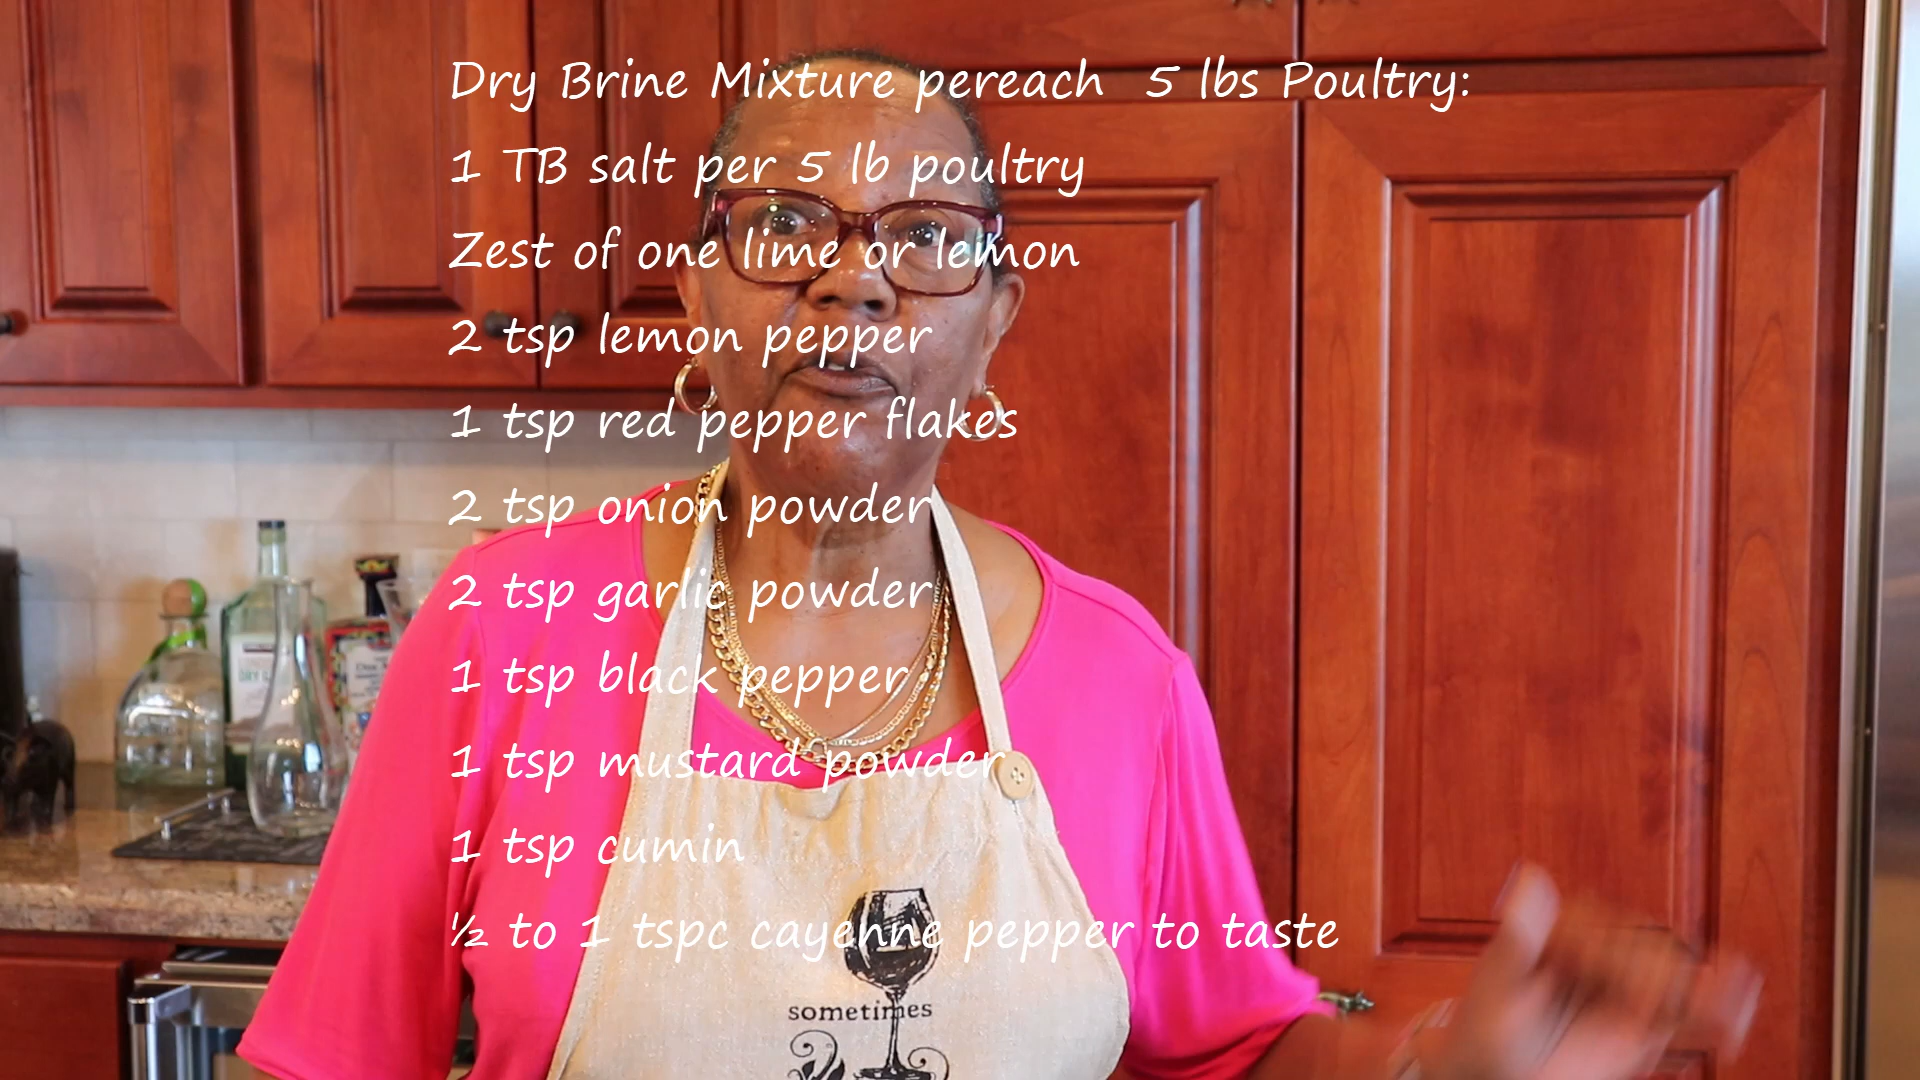 Dry Brine Mixture pereach 5 lbs Poultry:
1 TB salt per 5 lb poultry
Zest of one lime or lemon
2 tsp lemon pepper
1 tsp red pepper flakes
2 tsp onion powder
2 tsp garlic powder
1 tsp black pepper
1 tsp mustard powder
1 tsp cumin
½ to 1 tspc cayenne pepper to taste
sometimes